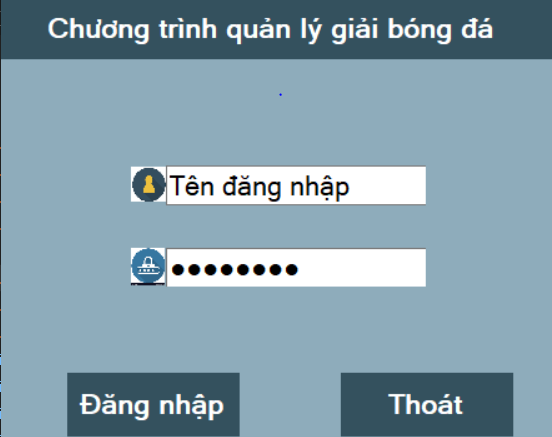 Chương trình quản lý giải bóng đá
Tên đăng nhập
●●●●●●●●
Đăng nhập
Thoát